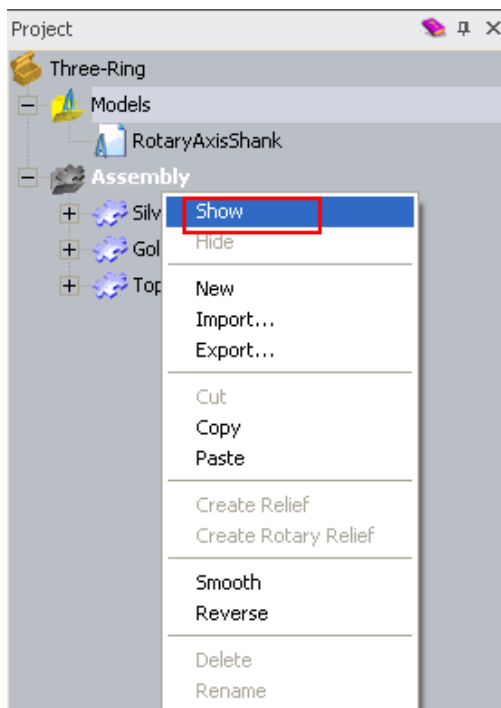 Project
Three-Ring
Models
RotaryAxisShank
Assembly
Silv
Gol
Top
Show
Hide
New
Import...
Export...
Cut
Copy
Paste
Create Relief
Create Rotary Relief
Smooth
Reverse
Delete
Rename